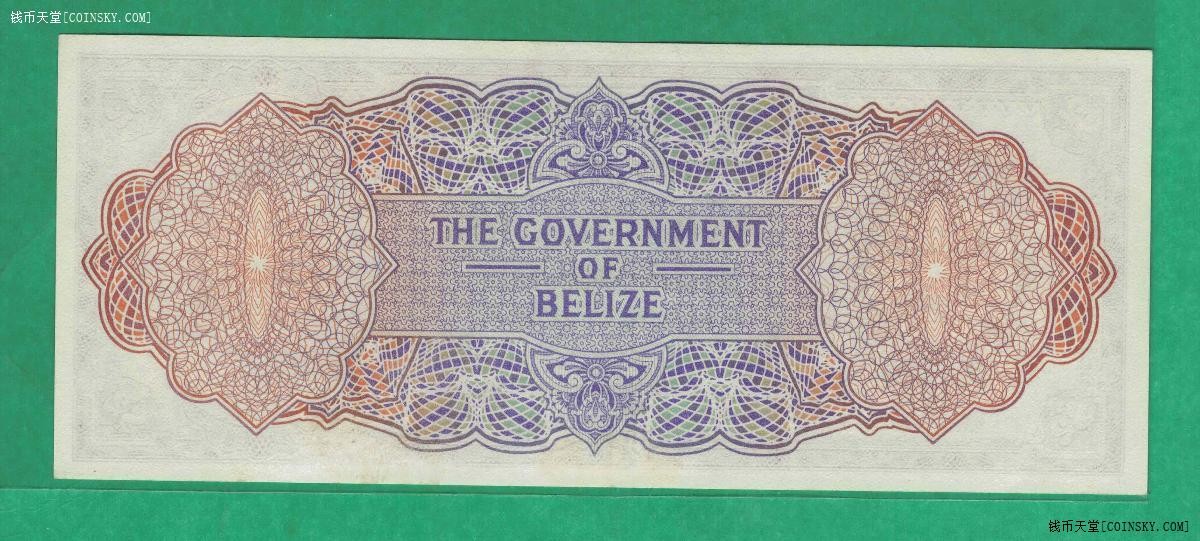 钱币天堂[COINSKY.COM]
THE GOVERNMENT
OF
BELIZE
钱币天堂[COINSKY.COM]